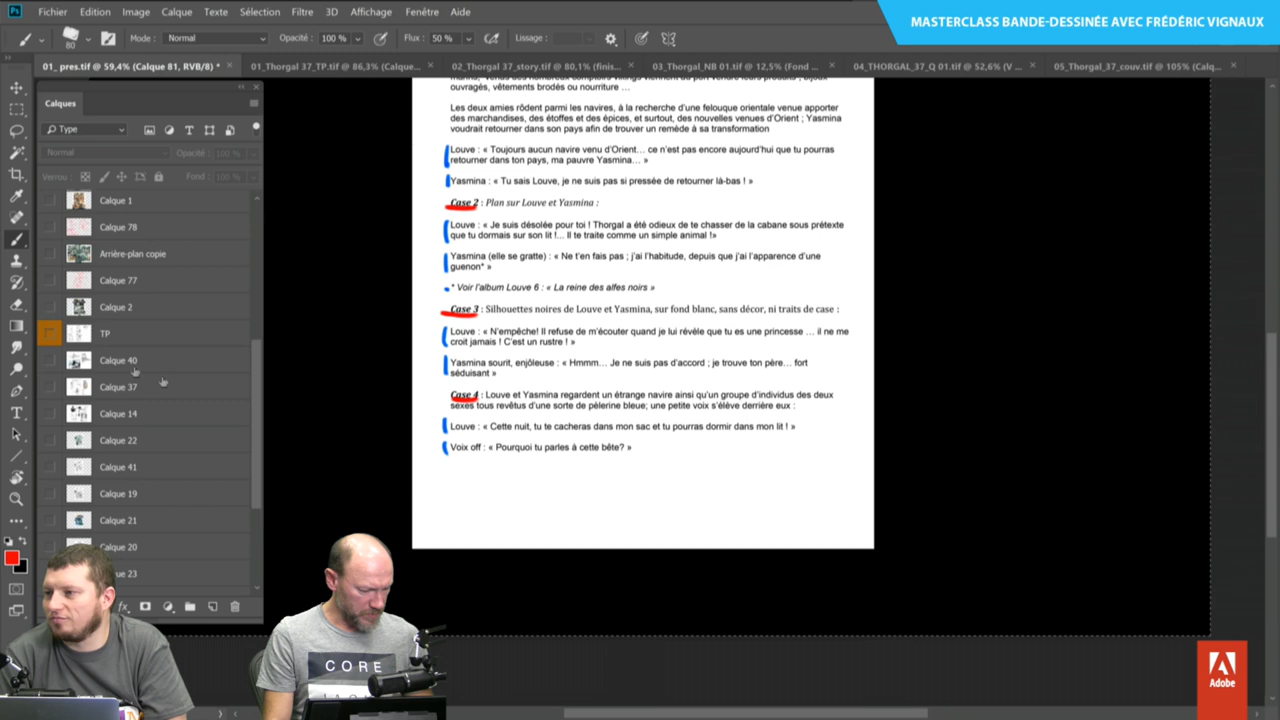 Fichier Edition Image Calque Texte Sélection Filtre 3D Affichage Fenêtre Aide
MASTERCLASS BANDE-DESSINÉE AVEC FRÉDÉRIC VIGNAUX
80 Mode : Normal Opacité : 100 % Flux : 50 % Lissage :
01_pres.tif @ 59,4% (Calque 81, RVB/8) * 01_Thorgal 37_TP.tif @ 86,3% (Calque... 02_Thorgal 37_story.tif @ 80,1% (finis... 03_Thorgal_NB 01.tif @ 12,5% (Fond ... 04_THORGAL_37_Q 01.tif @ 52,6% (V ... 05_Thorgal_37_couv.tif @ 105% (Calq...
Calques
Type
Normal Opacité : 100 %
Verrou : Fond : 100 %
Calque 1
Calque 78
Arrière-plan copie
Calque 77
Calque 2
TP
Calque 40
Calque 37
Calque 14
Calque 22
Calque 41
Calque 19
Calque 21
Calque 20
23
ouvragés, vêtements brodés ou nourriture ...
Les deux amies rôdent parmi les navires, à la recherche d'une felouque orientale venue apporter
des marchandises, des étoffes et des épices, et surtout, des nouvelles venues d'Orient ; Yasmina
voudrait retourner dans son pays afin de trouver un remède à sa transformation
Louve : « Toujours aucun navire venu d'Orient... ce n'est pas encore aujourd'hui que tu pourras
retourner dans ton pays, ma pauvre Yasmina... »
Yasmina : « Tu sais Louve, je ne suis pas si pressée de retourner là-bas ! »
Case 2 : Plan sur Louve et Yasmina :
Louve : « Je suis désolée pour toi ! Thorgal a été odieux de te chasser de la cabane sous prétexte
que tu dormais sur son lit !... Il te traite comme un simple animal !»
Yasmina (elle se gratte) : « Ne t'en fais pas ; j'ai l'habitude, depuis que j'ai l'apparence d'une
guenon* »
* Voir l'album Louve 6 : « La reine des alfes noirs »
Case 3 : Silhouettes noires de Louve et Yasmina, sur fond blanc, sans décor, ni traits de case :
Louve : « N'empêche! Il refuse de m'écouter quand je lui révèle que tu es une princesse ... il ne me
croit jamais ! C'est un rustre ! »
Yasmina sourit, enjôleuse : « Hmmm... Je ne suis pas d'accord ; je trouve ton père... fort
séduisant »
Case 4 : Louve et Yasmina regardent un étrange navire ainsi qu'un groupe d'individus des deux
sexes tous revêtus d'une sorte de pèlerine bleue; une petite voix s'élève derrière eux :
Louve : « Cette nuit, tu te cacheras dans mon sac et tu pourras dormir dans mon lit ! »
Voix off : « Pourquoi tu parles à cette bête? »
CORE
Adobe